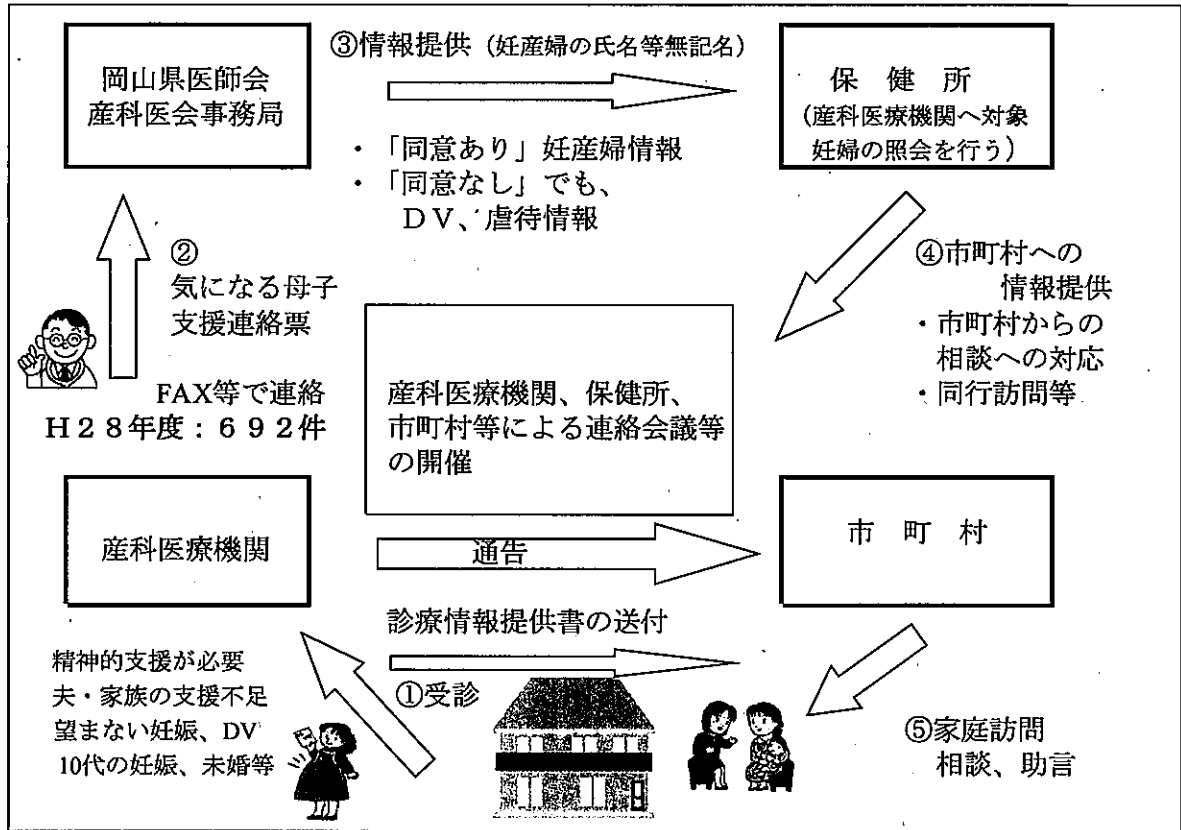 岡山県医師会
産科医会事務局
③情報提供（妊産婦の氏名等無記名）
・「同意あり」妊産婦情報
・「同意なし」でも、
ＤＶ、虐待情報
保　健　所
（産科医療機関へ対象
妊婦の照会を行う）
②
気になる母子
支援連絡票
FAX等で連絡
Ｈ２８年度：６９２件
④市町村への
情報提供
・市町村からの
相談への対応
・同行訪問等
産科医療機関、保健所、
市町村等による連絡会議等
の開催
産科医療機関
通告
市　町　村
診療情報提供書の送付
精神的支援が必要
夫・家族の支援不足
望まない妊娠、DV
10代の妊娠、未婚等
①受診
⑤家庭訪問
相談、助言